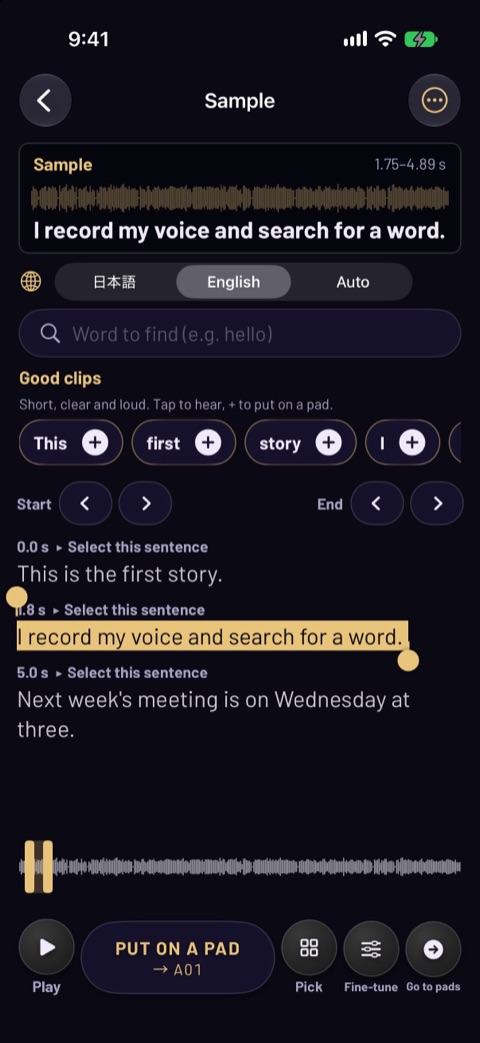 9:41
Sample
Sample 1.75–4.89 s
I record my voice and search for a word.
日本語 English Auto
Word to find (e.g. hello)
Good clips
Short, clear and loud. Tap to hear, + to put on a pad.
This + first + story + I +
Start < > End < >
0.0 s ▸ Select this sentence
This is the first story.
1.8 s ▸ Select this sentence
I record my voice and search for a word.
5.0 s ▸ Select this sentence
Next week's meeting is on Wednesday at
three.
PUT ON A PAD
→ A01
Play Pick Fine-tune Go to pads